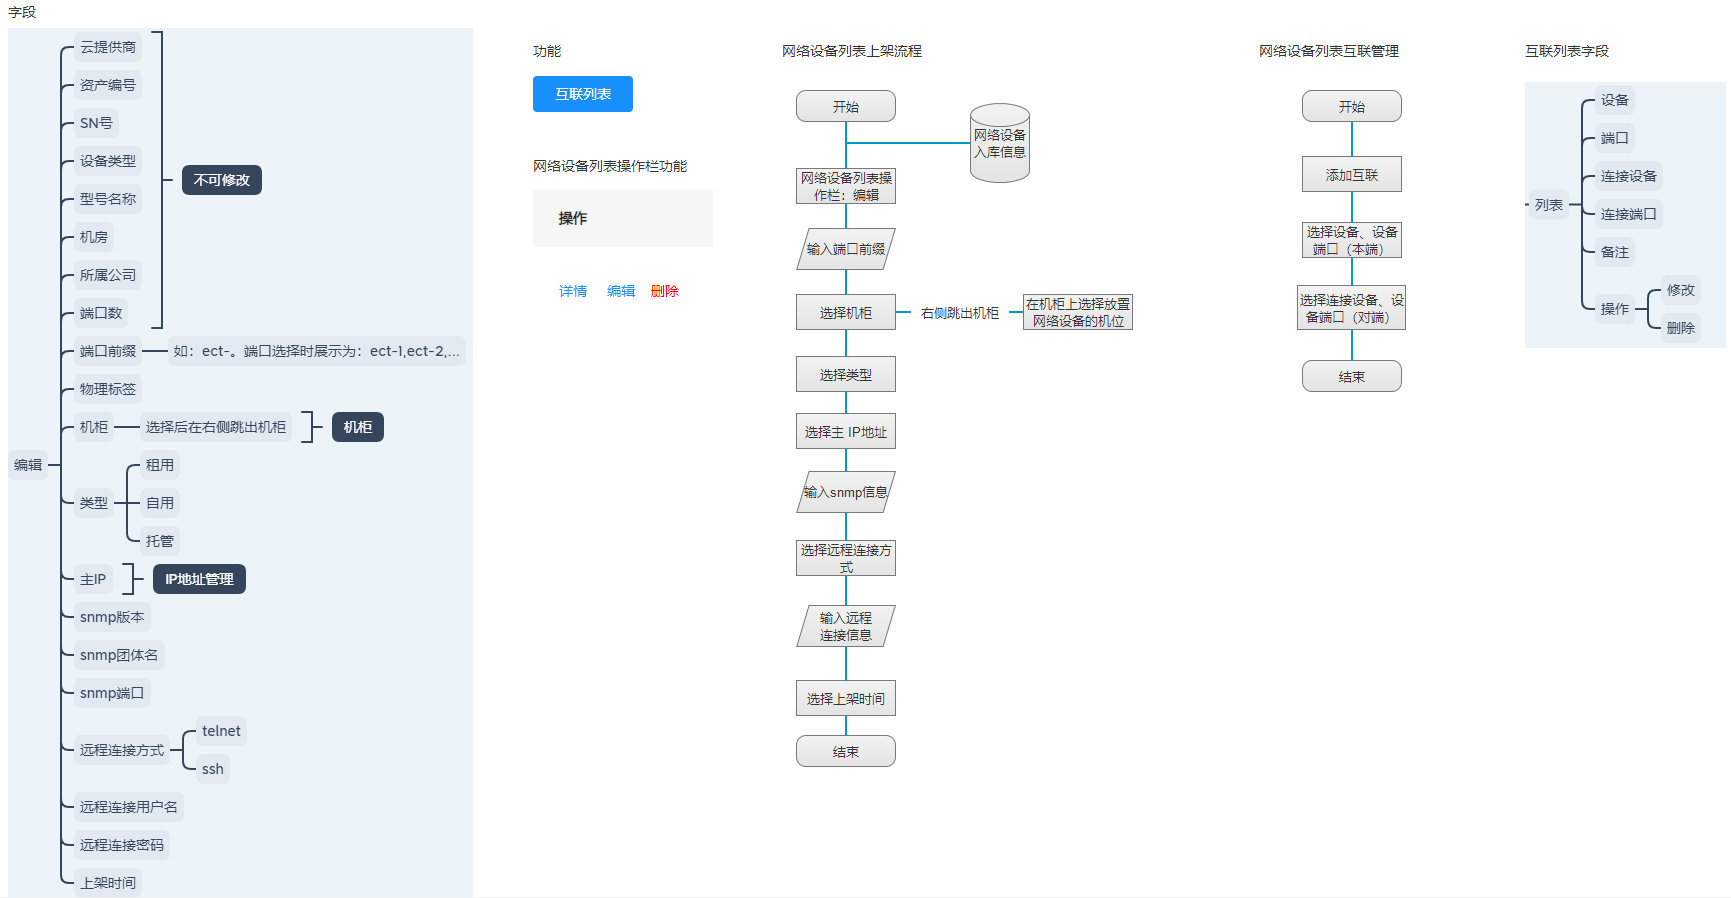 字段
云提供商
资产编号
SN号
设备类型
型号名称
机房
所属公司
端口数
不可修改
端口前缀
如：ect-。端口选择时展示为：ect-1,ect-2,...
物理标签
机柜
选择后在右侧跳出机柜
机柜
编辑
类型
租用
自用
托管
主IP
IP地址管理
snmp版本
snmp团体名
snmp端口
远程连接方式
telnet
ssh
远程连接用户名
远程连接密码
上架时间
功能
互联列表
网络设备列表操作栏功能
操作
详情 编辑 删除
网络设备列表上架流程
开始
网络设备
入库信息
网络设备列表操
作栏：编辑
输入端口前缀
选择机柜
右侧跳出机柜
在机柜上选择放置
网络设备的机位
选择类型
选择主 IP地址
输入snmp信息
选择远程连接方
式
输入远程
连接信息
选择上架时间
结束
网络设备列表互联管理
开始
添加互联
选择设备、设备
端口（本端）
选择连接设备、设
备端口（对端）
结束
互联列表字段
列表
设备
端口
连接设备
连接端口
备注
操作
修改
删除